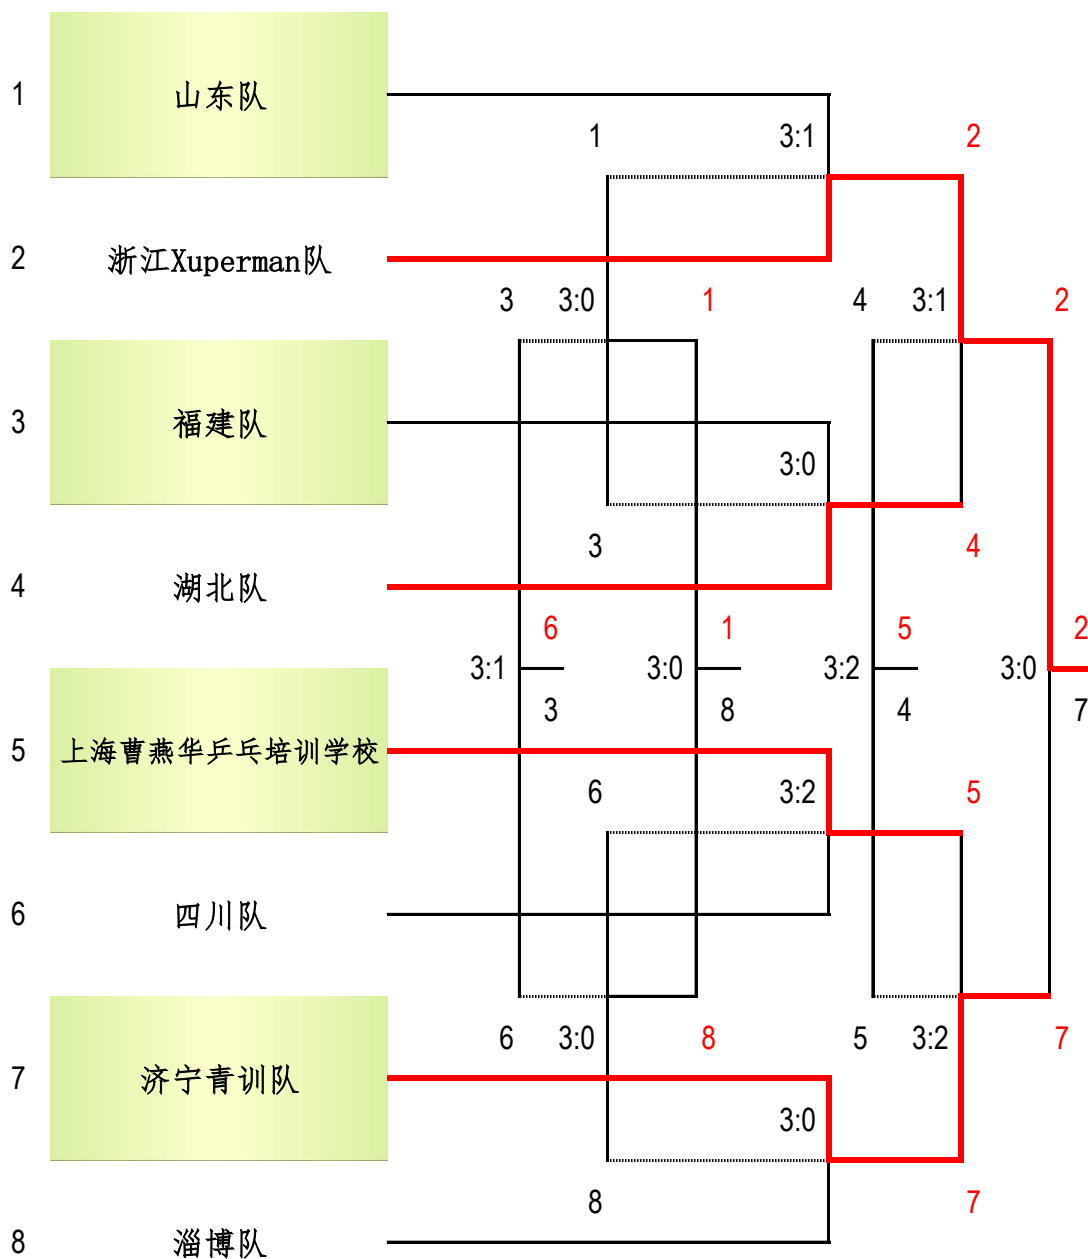 1 山东队
1 3:1 2
2 浙江Xuperman队
3 3:0 1 4 3:1 2
3 福建队
3:0
3 4
4 湖北队
6 1 5 2
3:1 3:0 3:2 3:0
3 8 4 7
5 上海曹燕华乒乓培训学校
6 3:2 5
6 四川队
6 3:0 8 5 3:2 7
7 济宁青训队
3:0
8 7
8 淄博队